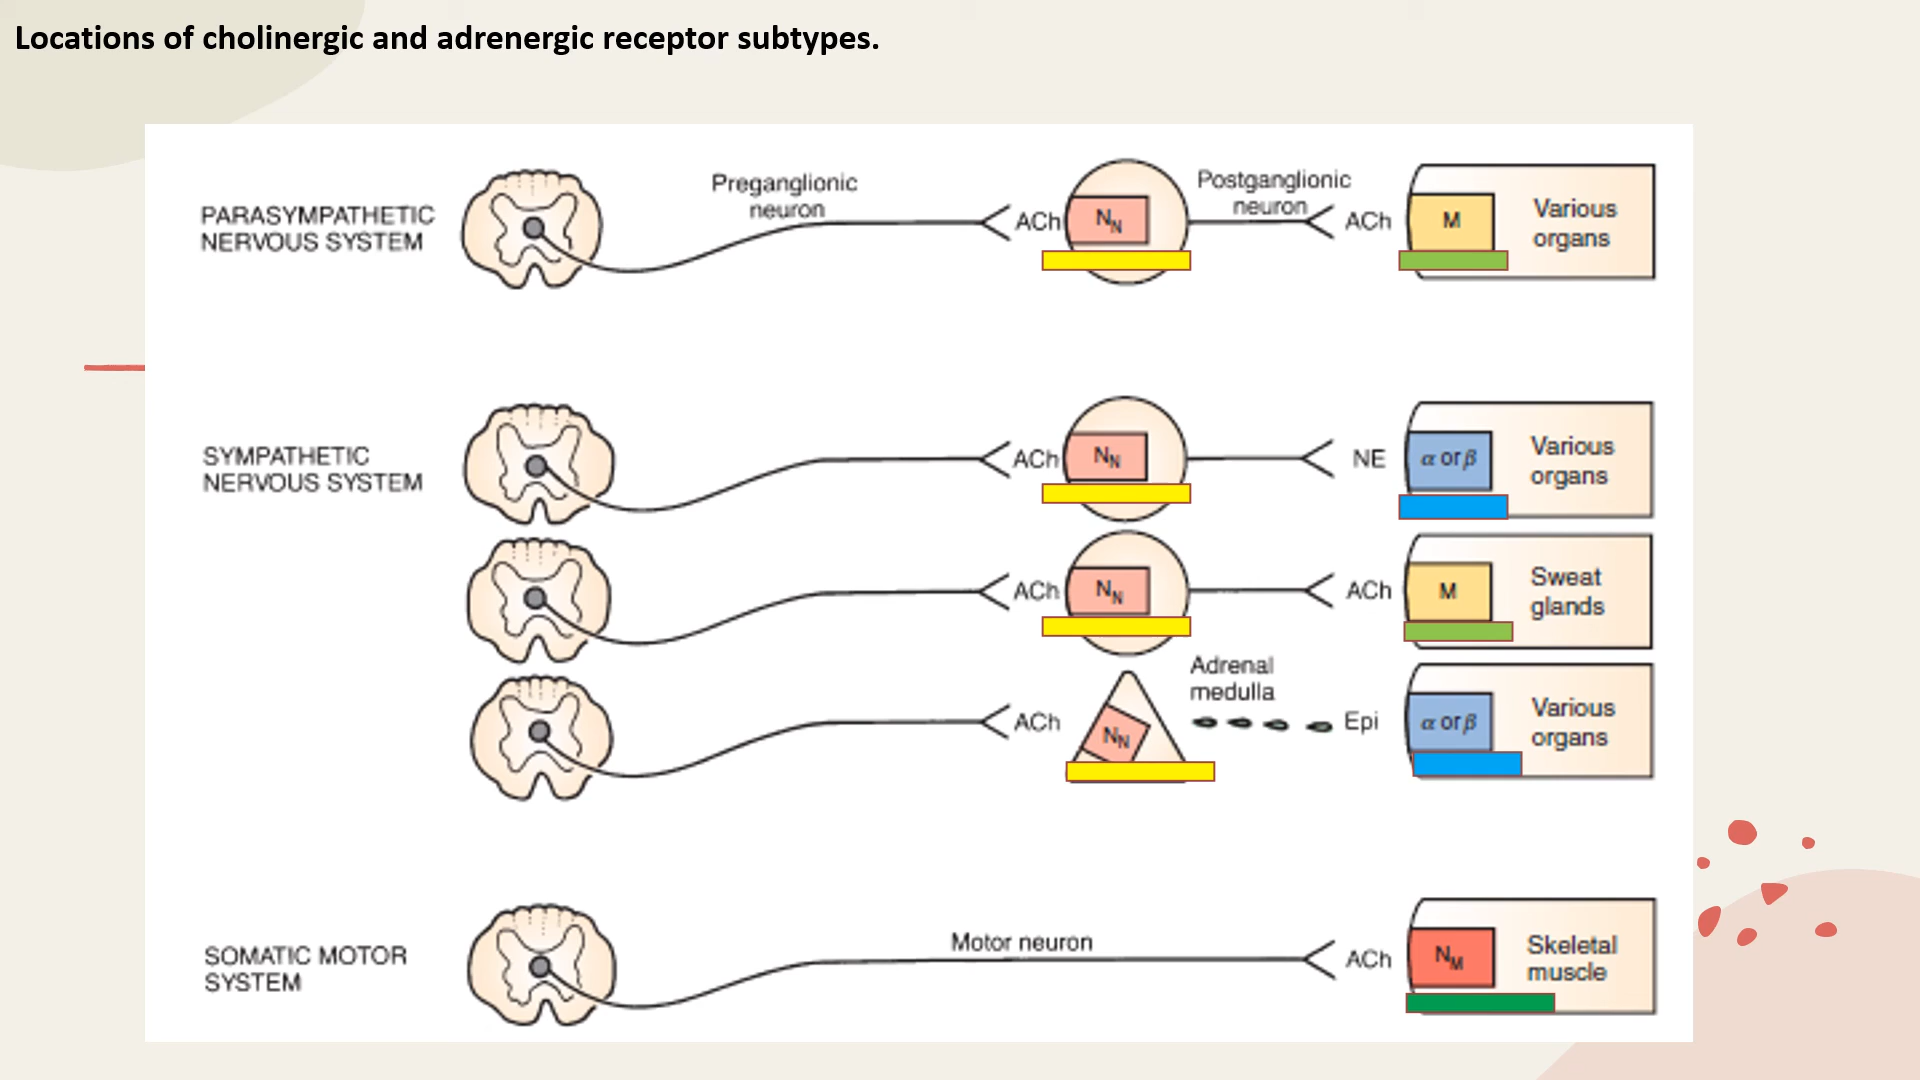 Locations of cholinergic and adrenergic receptor subtypes.
PARASYMPATHETIC
NERVOUS SYSTEM
Preganglionic
neuron
ACh
NN
Postganglionic
neuron
ACh
M
Various
organs
SYMPATHETIC
NERVOUS SYSTEM
ACh
NN
NE
α or β
Various
organs
ACh
NN
ACh
M
Sweat
glands
ACh
NN
Adrenal
medulla
Epi
α or β
Various
organs
SOMATIC MOTOR
SYSTEM
Motor neuron
ACh
NM
Skeletal
muscle